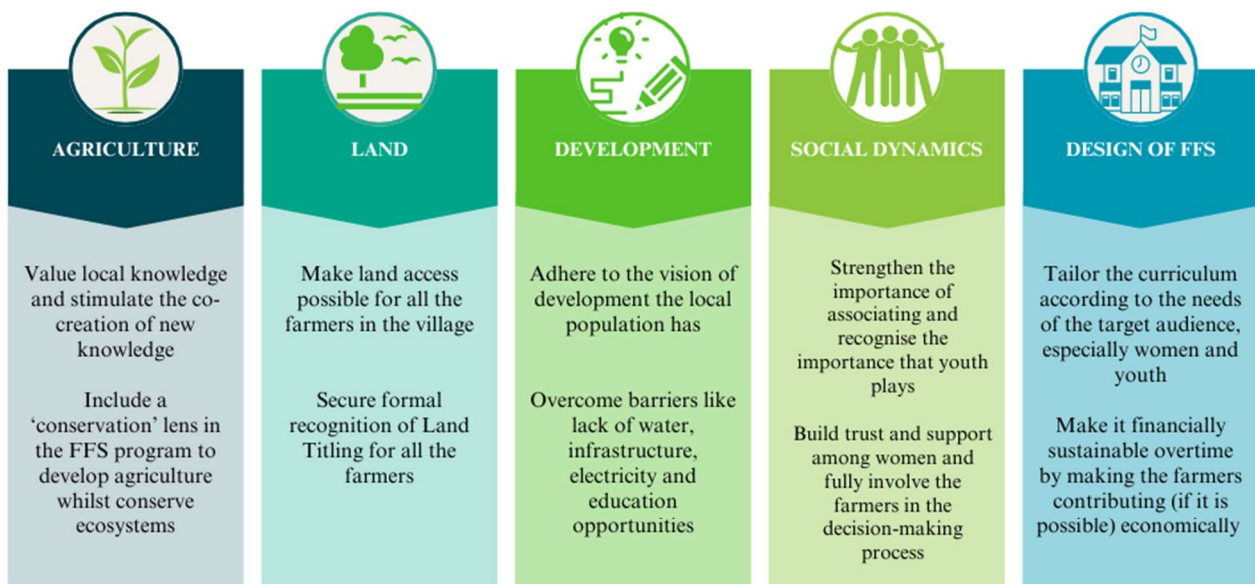 AGRICULTURE
Value local knowledge
and stimulate the co-
creation of new
knowledge
Include a
‘conservation’ lens in
the FFS program to
develop agriculture
whilst conserve
ecosystems
LAND
Make land access
possible for all the
farmers in the village
Secure formal
recognition of Land
Titling for all the
farmers
DEVELOPMENT
Adhere to the vision of
development the local
population has
Overcome barriers like
lack of water,
infrastructure,
electricity and
education
opportunities
SOCIAL DYNAMICS
Strengthen the
importance of
associating and
recognise the
importance that youth
plays
Build trust and support
among women and
fully involve the
farmers in the
decision-making
process
DESIGN OF FFS
Tailor the curriculum
according to the needs
of the target audience,
especially women and
youth
Make it financially
sustainable overtime
by making the farmers
contributing (if it is
possible) economically